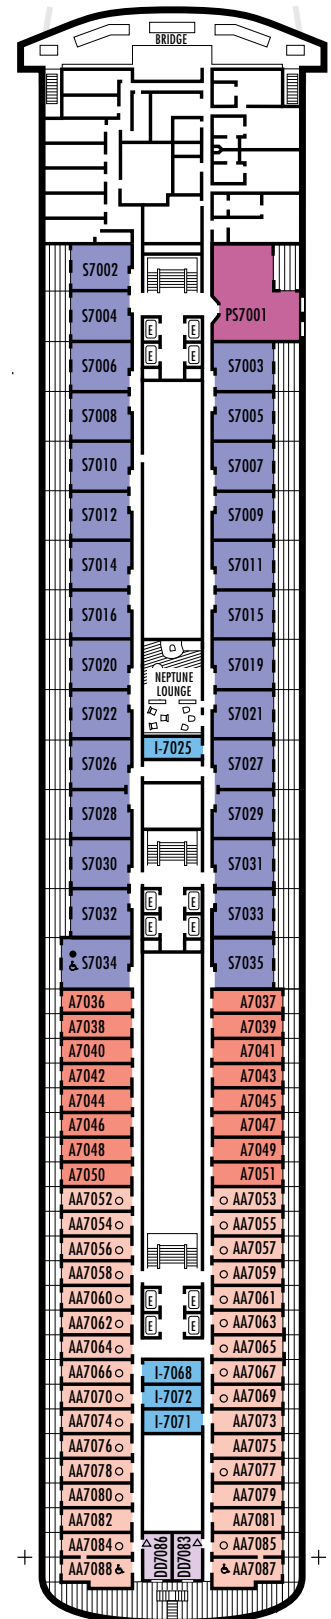 BRIDGE
S7002
S7004
PS7001
E E
E E
S7006
S7003
S7008
S7005
S7010
S7007
S7012
S7009
S7014
S7011
S7016
S7015
S7020
S7019
NEPTUNE
LOUNGE
S7022
S7021
I-7025
S7026
S7027
S7028
S7029
S7030
S7031
S7032
S7033
E E
E E
S7034
S7035
A7036
A7037
A7038
A7039
A7040
A7041
A7042
A7043
A7044
A7045
A7046
A7047
A7048
A7049
A7050
A7051
AA7052
AA7053
AA7054
AA7055
AA7056
AA7057
AA7058
AA7059
AA7060
AA7061
E E
AA7062
AA7063
E E
AA7064
AA7065
AA7066
I-7068
AA7067
AA7070
I-7072
AA7069
AA7074
I-7071
AA7073
AA7076
AA7075
AA7078
AA7077
AA7080
AA7079
AA7082
AA7081
AA7084
DD7086
DD7083
AA7085
AA7088
AA7087